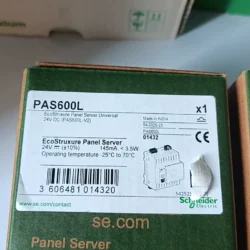 PAS600L
x1
EcoStruxure Panel Server Universal
24V DC (PAS600L-V2)
Made in INDIA
PAS600L
01432
EcoStruxure Panel Server
24V (±10%) 145mA, < 3.5W
Operating temperature -25°C to 70°C
3 606481 014320
Schneider
Electric
se.com
Panel Server